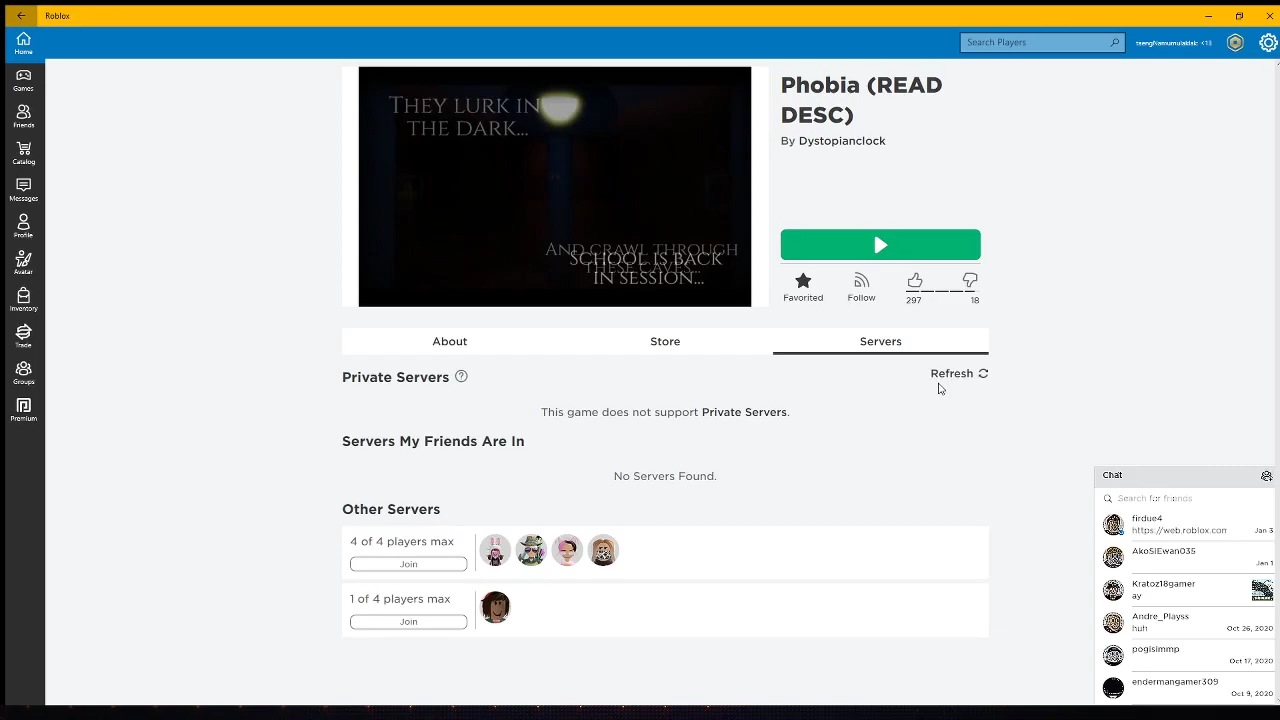 Roblox
Home
Search Players
<13
Games
Friends
Catalog
Messages
Profile
Avatar
Inventory
Trade
Groups
Premium
THEY LURK IN
THE DARK...
AND CRAWL THROUGH
THESE CAVES...
SCHOOL IS BACK
IN SESSION...
Phobia (READ
DESC)
By Dystopianclock
Favorited
Follow
297
18
About
Store
Servers
Private Servers
Refresh
This game does not support Private Servers.
Servers My Friends Are In
No Servers Found.
Other Servers
4 of 4 players max
Join
1 of 4 players max
Join
Chat
Search for friends
firdue4
https://web.roblox.com
Jan 3
AkoSiEwan035
Jan 1
Kratoz18gamer
ay
Andre_Playss
huh
Oct 26, 2020
poglsimmp
Oct 17, 2020
endermangamer309
Oct 9, 2020